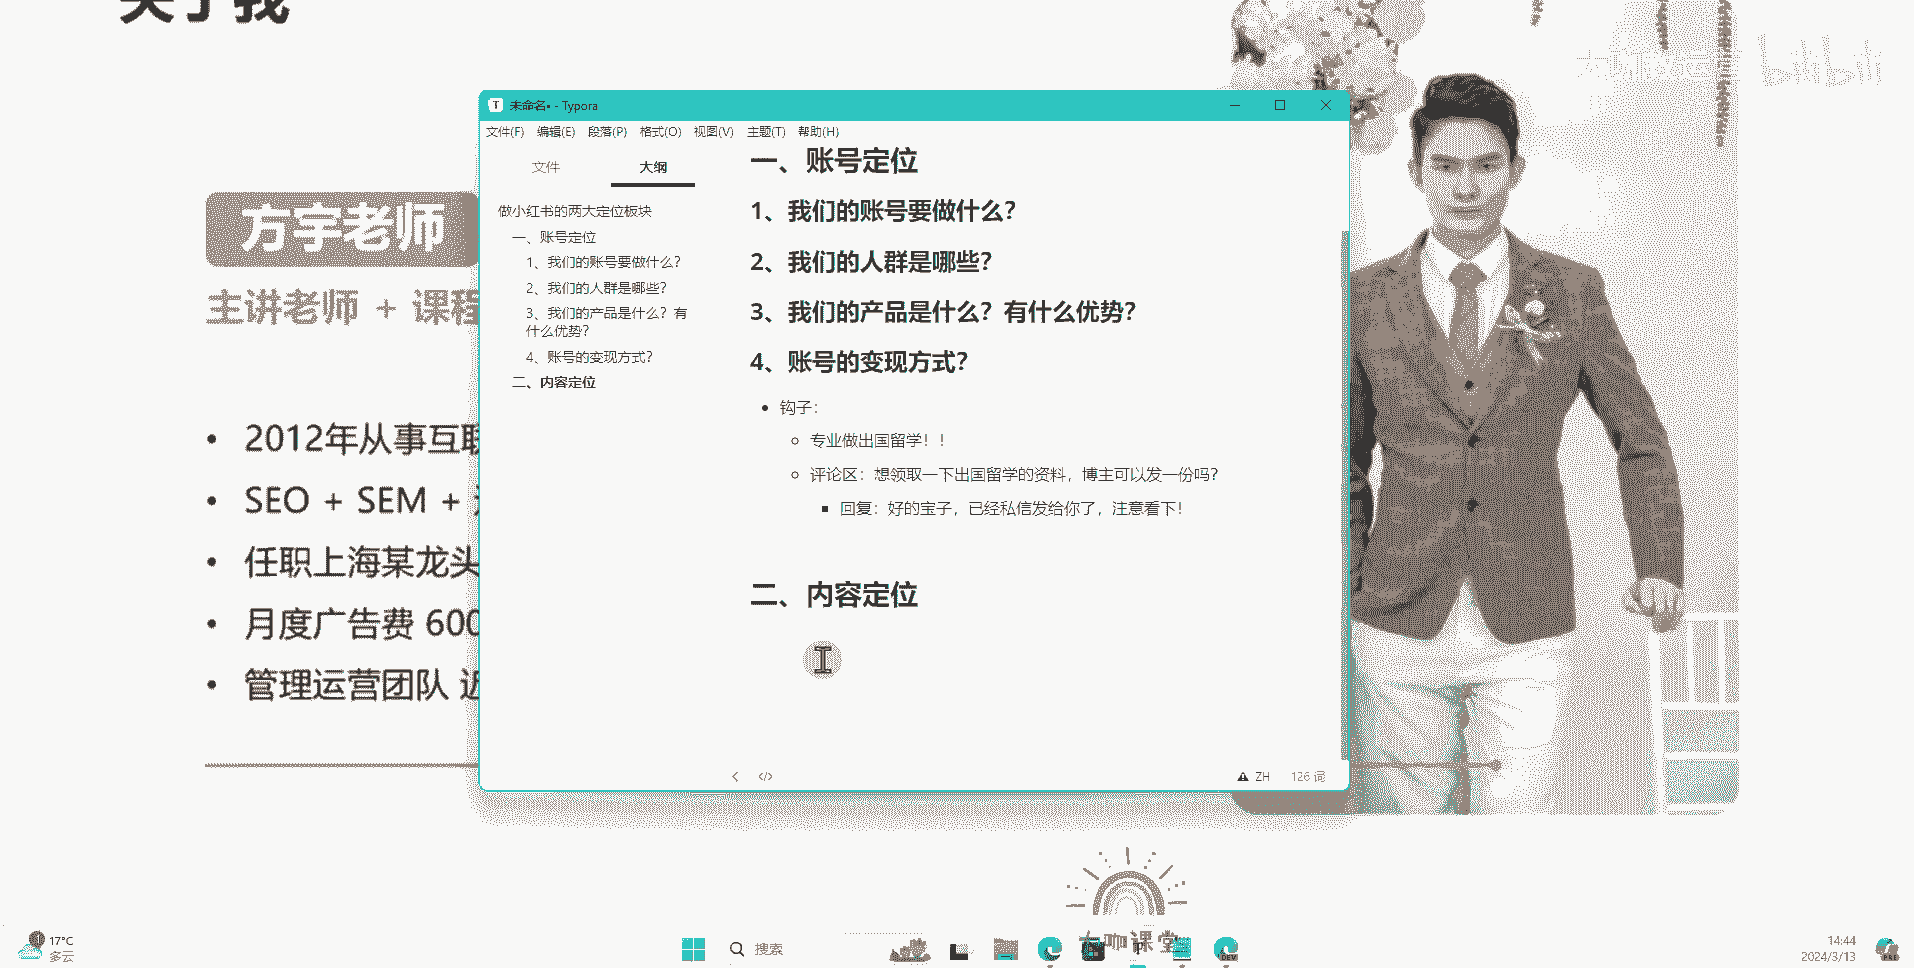 关于我
bilibili
未命名• - Typora
文件(F) 编辑(E) 段落(P) 格式(O) 视图(V) 主题(T) 帮助(H)
文件 大纲
做小红书的两大定位板块
一、账号定位
1、我们的账号要做什么？
2、我们的人群是哪些？
3、我们的产品是什么？有
什么优势？
4、账号的变现方式？
二、内容定位
一、账号定位
1、我们的账号要做什么？
2、我们的人群是哪些？
3、我们的产品是什么？有什么优势？
4、账号的变现方式？
钩子：
专业做出国留学！！
评论区：想领取一下出国留学的资料，博主可以发一份吗？
回复：好的宝子，已经私信发给你了，注意看下！
二、内容定位
ZH 126 词
方宇老师
主讲老师 + 课程
2012年从事互联
SEO + SEM +
任职上海某龙头
月度广告费 600
管理运营团队 近
大咖课堂
17°C
多云
搜索
DEV
14:44
2024/3/13
PRE